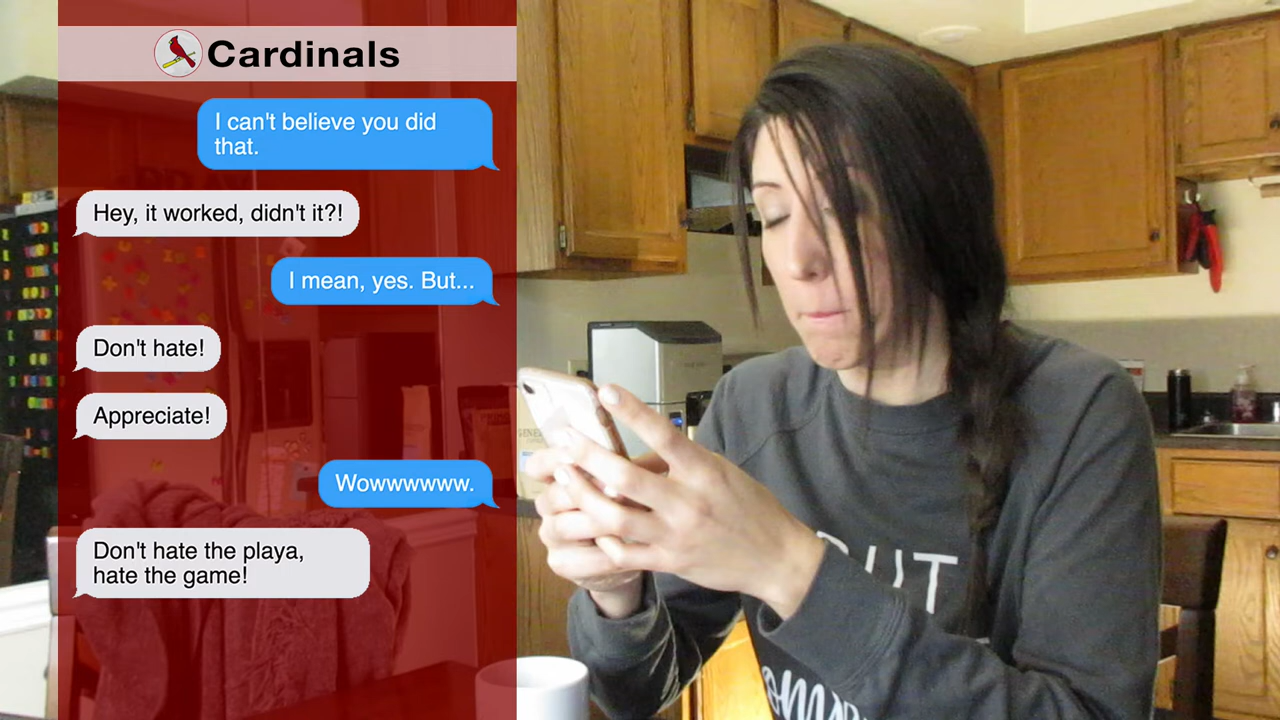 Cardinals
I can't believe you did
that.
Hey, it worked, didn't it?!
I mean, yes. But...
Don't hate!
Appreciate!
Wowwwwww.
Don't hate the playa,
hate the game!